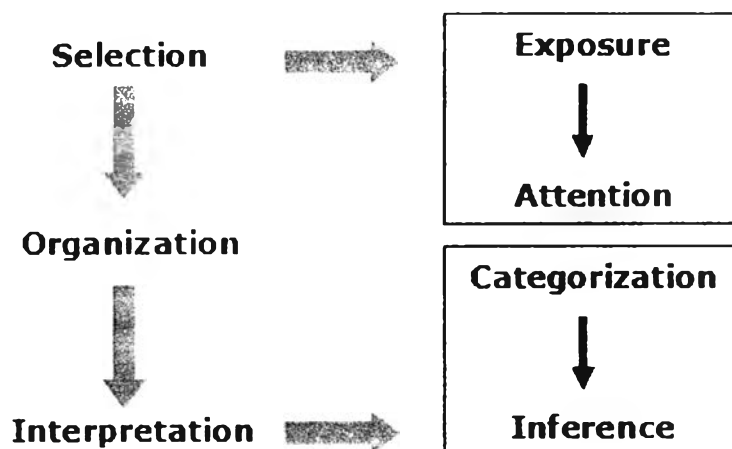 Selection
Exposure
Attention
Organization
Categorization
Interpretation
Inference